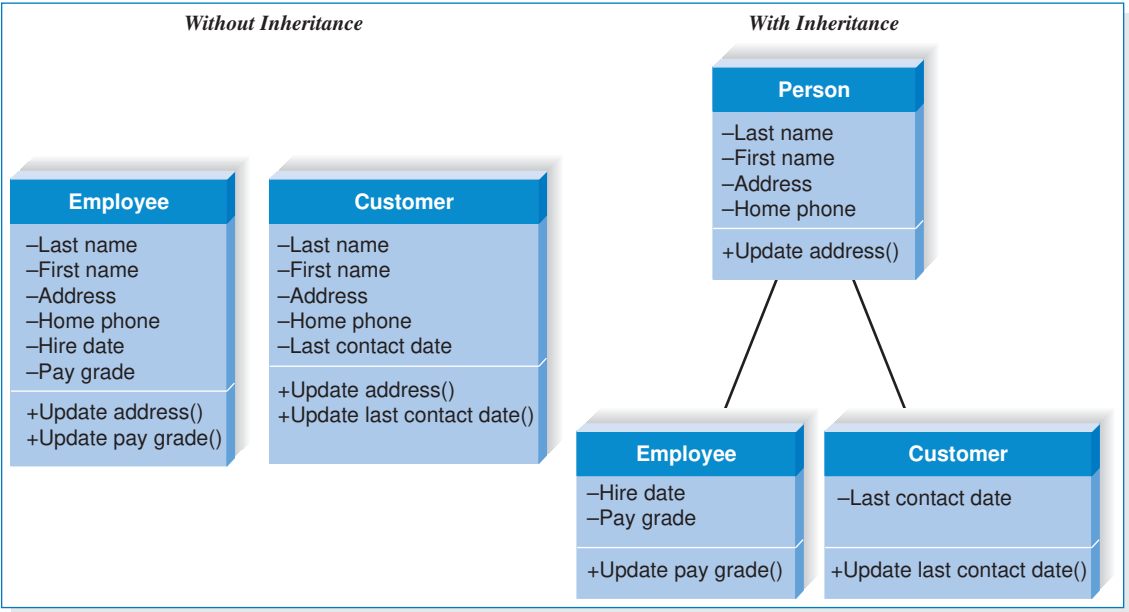 Without Inheritance
Employee
–Last name
–First name
–Address
–Home phone
–Hire date
–Pay grade
+Update address()
+Update pay grade()
Customer
–Last name
–First name
–Address
–Home phone
–Last contact date
+Update address()
+Update last contact date()
With Inheritance
Person
–Last name
–First name
–Address
–Home phone
+Update address()
Employee
–Hire date
–Pay grade
+Update pay grade()
Customer
–Last contact date
+Update last contact date()